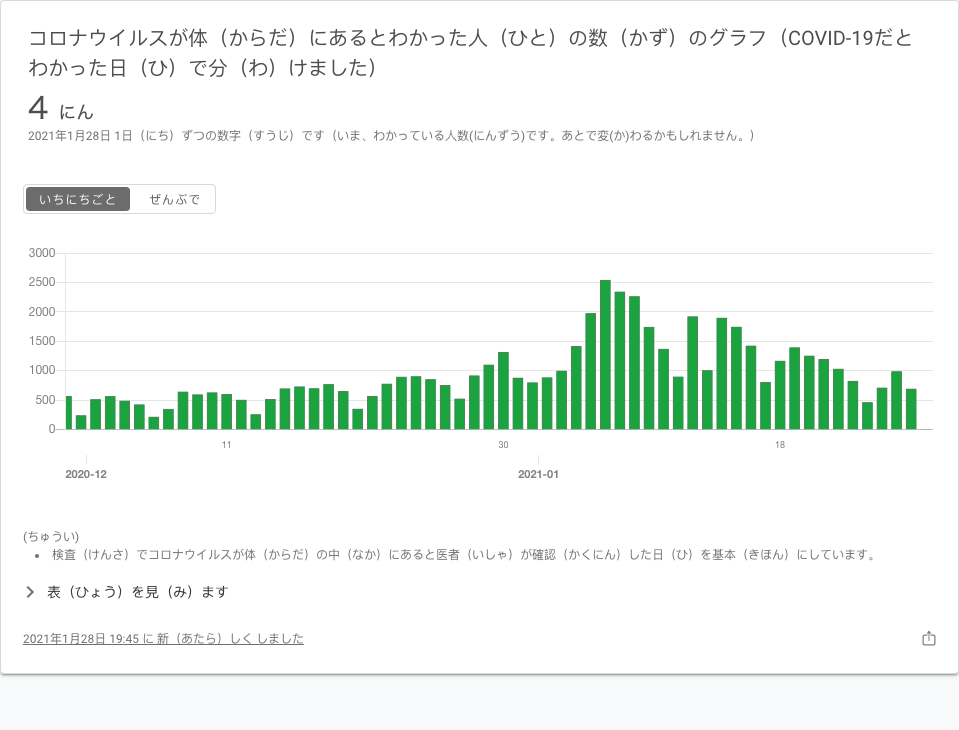 コロナウイルスが体（からだ）にあるとわかった人（ひと）の数（かず）のグラフ（COVID-19だと
わかった日（ひ）で分（わ）けました）
4 にん
2021年1月28日 1日（にち）ずつの数字（すうじ）です（いま、わかっている人数(にんずう)です。あとで変(か)わるかもしれません。）
いちにちごと ぜんぶで
3000
2500
2000
1500
1000
500
0
11 30 18
2020-12 2021-01
(ちゅうい)
• 検査（けんさ）でコロナウイルスが体（からだ）の中（なか）にあると医者（いしゃ）が確認（かくにん）した日（ひ）を基本（きほん）にしています。
表（ひょう）を見（み）ます
2021年1月28日 19:45 に 新（あたら）しく しました